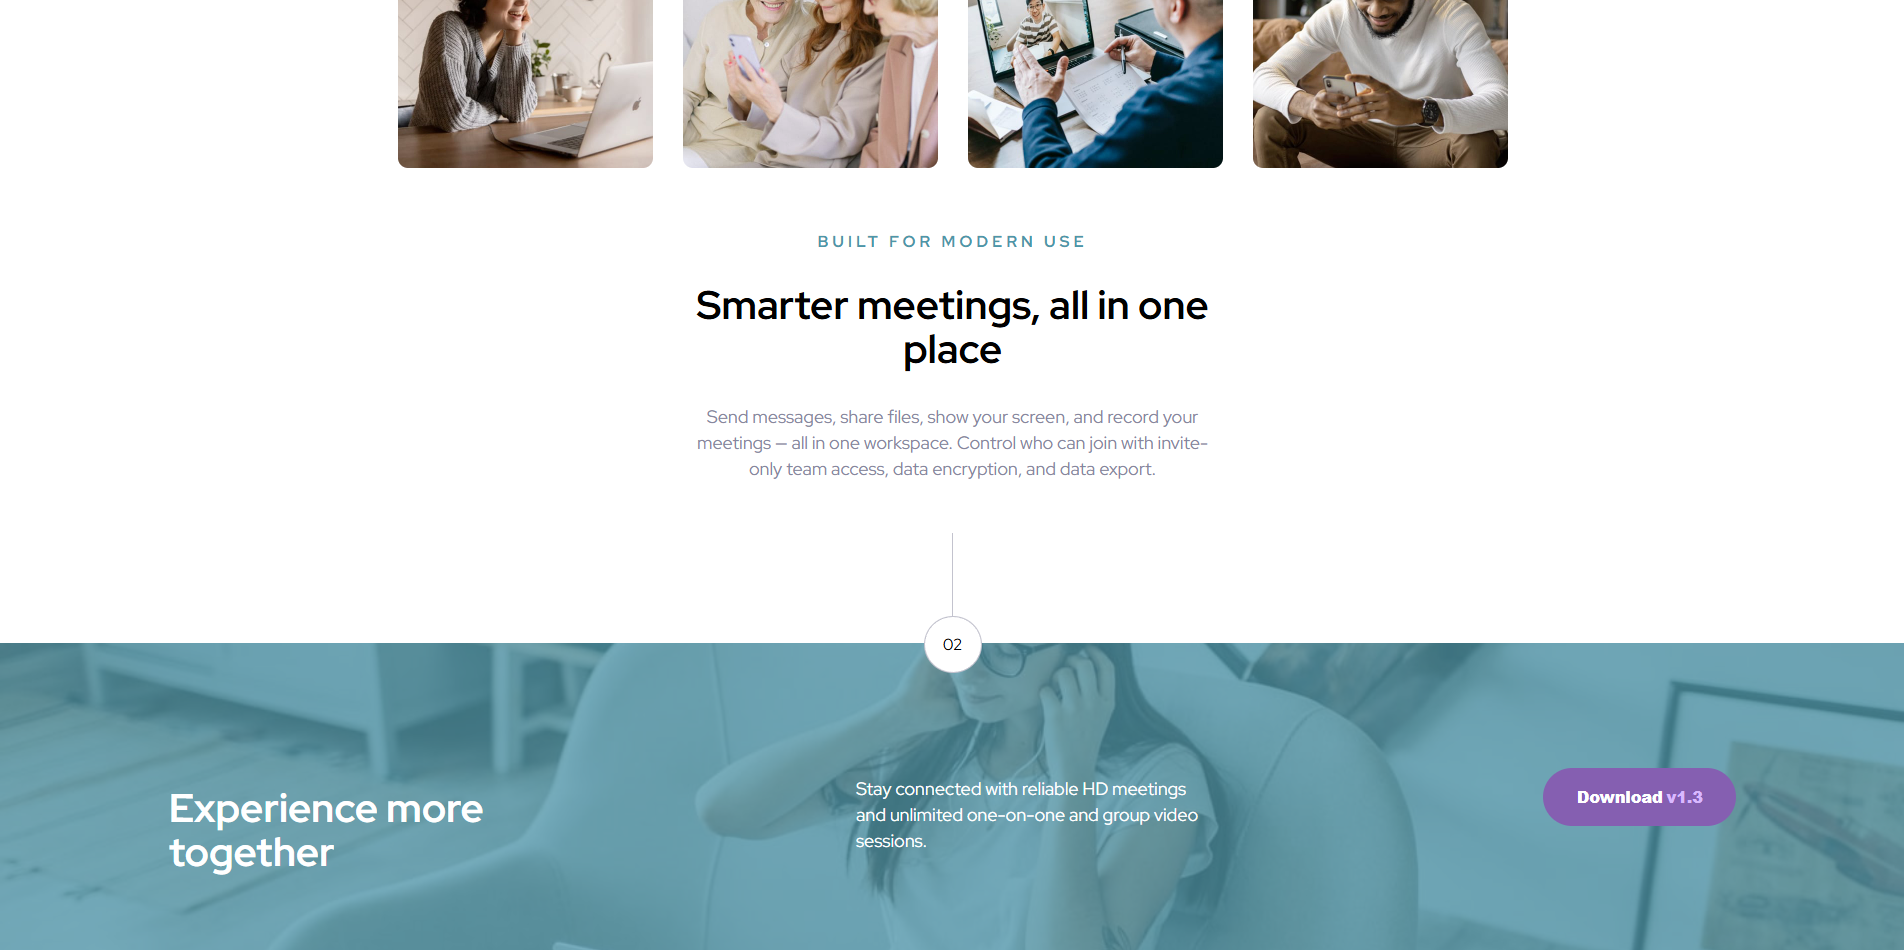 BUILT FOR MODERN USE
Smarter meetings, all in one
place
Send messages, share files, show your screen, and record your
meetings – all in one workspace. Control who can join with invite-
only team access, data encryption, and data export.
02
Experience more
together
Stay connected with reliable HD meetings
and unlimited one-on-one and group video
sessions.
Download v1.3